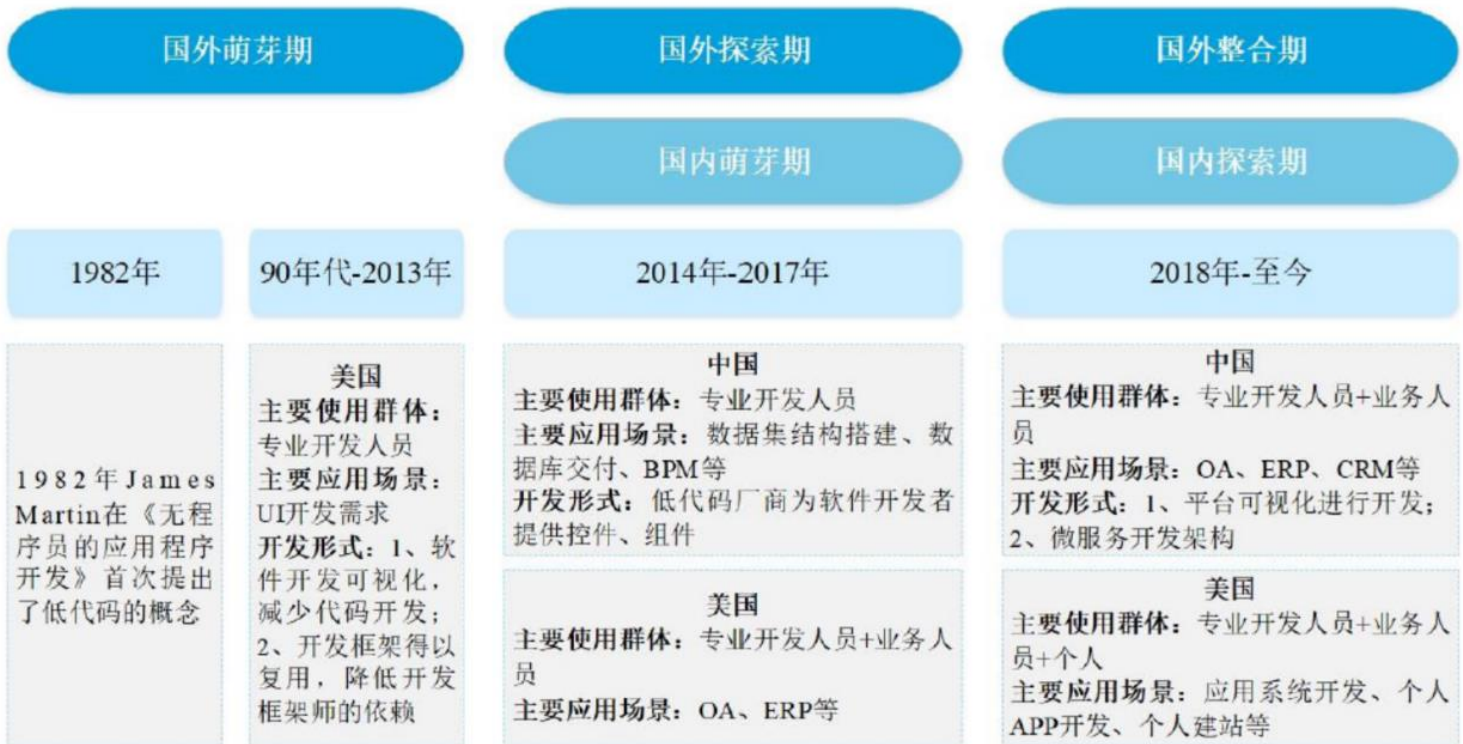 国外萌芽期
国外探索期
国外整合期
国内萌芽期
国内探索期
1982年
90年代-2013年
2014年-2017年
2018年-至今
1982年James
Martin在《无程
序员的应用程序
开发》首次提出
了低代码的概念
美国
主要使用群体：
专业开发人员
主要应用场景：
UI开发需求
开发形式：1、软
件开发可视化，
减少代码开发；
2、开发框架得以
复用，降低开发
框架师的依赖
中国
主要使用群体：专业开发人员
主要应用场景：数据集结构搭建、数
据库交付、BPM等
开发形式：低代码厂商为软件开发者
提供控件、组件
美国
主要使用群体：专业开发人员+业务人
员
主要应用场景：OA、ERP等
中国
主要使用群体：专业开发人员+业务人
员
主要应用场景：OA、ERP、CRM等
开发形式：1、平台可视化进行开发；
2、微服务开发架构
美国
主要使用群体：专业开发人员+业务人
员+个人
主要应用场景：应用系统开发、个人
APP开发、个人建站等